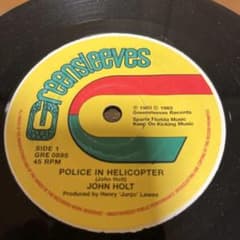 Greensleeves
℗ 1983 © 1983
Greensleeves Records
Sparta Florida Music
Keep On Kicking Music
SIDE 1
GRE 0895
45 RPM
POLICE IN HELICOPTER
(John Holt)
JOHN HOLT
Produced by Henry 'Junjo' Lawes